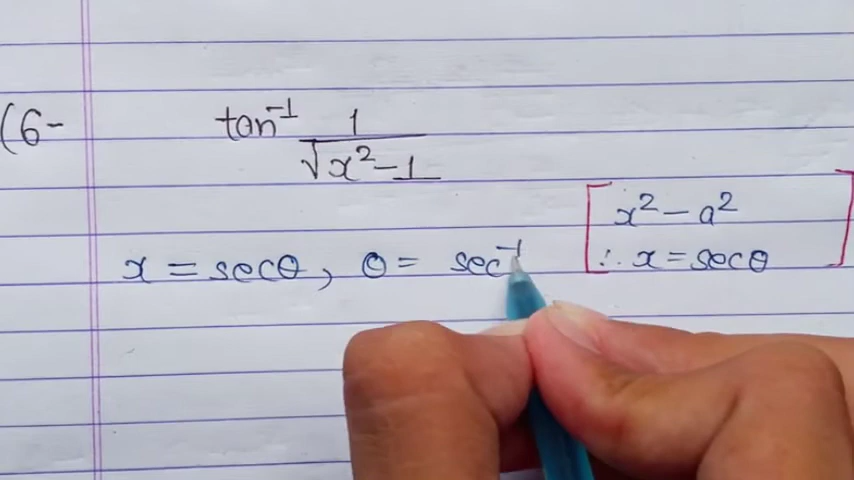 (6- tan⁻¹ 1/√x²-1
[x² - a²
x = secθ, θ = sec⁻¹
∴ x = secθ]